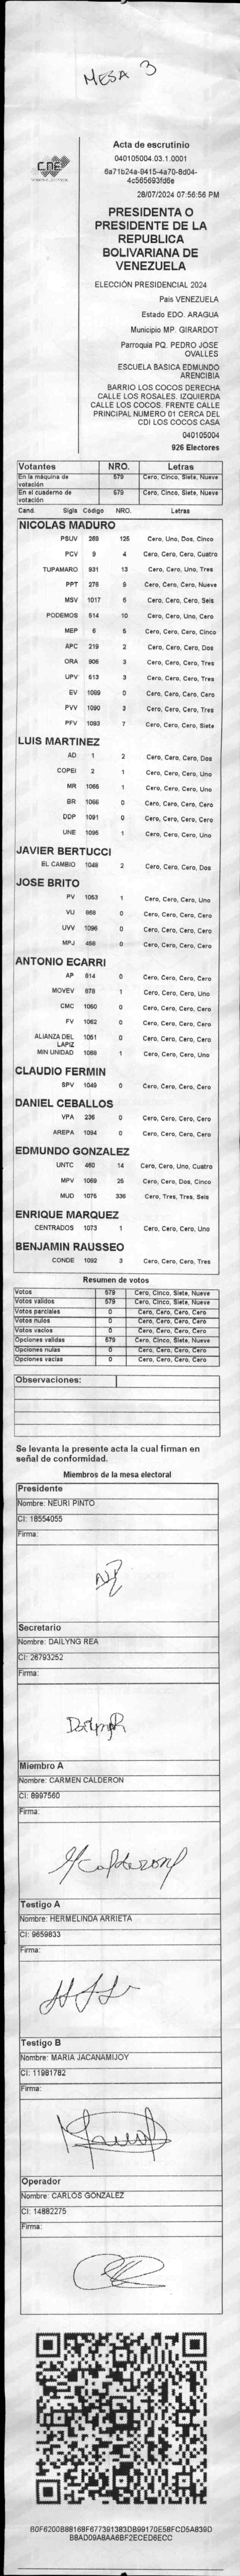 MESA 3
CNE
Acta de escrutinio
040105004.03.1.0001
6a71b24a-9415-4a70-8d04-
4c565693fd5e
28/07/2024 07:56:56 PM
PRESIDENTA O
PRESIDENTE DE LA
REPUBLICA
BOLIVARIANA DE
VENEZUELA
ELECCIÓN PRESIDENCIAL 2024
País VENEZUELA
Estado EDO. ARAGUA
Municipio MP. GIRARDOT
Parroquia PQ. PEDRO JOSE
OVALLES
ESCUELA BASICA EDMUNDO
ARENCIBIA
BARRIO LOS COCOS DERECHA
CALLE LOS ROSALES. IZQUIERDA
CALLE LOS COCOS. FRENTE CALLE
PRINCIPAL NUMERO 01 CERCA DEL
CDI LOS COCOS CASA
040105004
926 Electores
Votantes NRO. Letras
En la máquina de votación 579 Cero, Cinco, Siete, Nueve
En el cuaderno de votación 579 Cero, Cinco, Siete, Nueve
Cand. Sigla Código NRO. Letras
NICOLAS MADURO
PSUV 269 125 Cero, Uno, Dos, Cinco
PCV 9 4 Cero, Cero, Cero, Cuatro
TUPAMARO 931 13 Cero, Cero, Uno, Tres
PPT 276 9 Cero, Cero, Cero, Nueve
MSV 1017 6 Cero, Cero, Cero, Seis
PODEMOS 514 10 Cero, Cero, Uno, Cero
MEP 6 5 Cero, Cero, Cero, Cinco
APC 219 2 Cero, Cero, Cero, Dos
ORA 906 3 Cero, Cero, Cero, Tres
UPV 513 3 Cero, Cero, Cero, Tres
EV 1089 0 Cero, Cero, Cero, Cero
PVV 1090 3 Cero, Cero, Cero, Tres
PFV 1093 7 Cero, Cero, Cero, Siete
LUIS MARTINEZ
AD 1 2 Cero, Cero, Cero, Dos
COPEI 2 1 Cero, Cero, Cero, Uno
MR 1065 1 Cero, Cero, Cero, Uno
BR 1066 0 Cero, Cero, Cero, Cero
DDP 1091 0 Cero, Cero, Cero, Cero
UNE 1095 1 Cero, Cero, Cero, Uno
JAVIER BERTUCCI
EL CAMBIO 1048 2 Cero, Cero, Cero, Dos
JOSE BRITO
PV 1053 1 Cero, Cero, Cero, Uno
VU 868 0 Cero, Cero, Cero, Cero
UVV 1096 0 Cero, Cero, Cero, Cero
MPJ 466 0 Cero, Cero, Cero, Cero
ANTONIO ECARRI
AP 814 0 Cero, Cero, Cero, Cero
MOVEV 678 1 Cero, Cero, Cero, Uno
CMC 1050 0 Cero, Cero, Cero, Cero
FV 1062 0 Cero, Cero, Cero, Cero
ALIANZA DEL LAPIZ 1051 0 Cero, Cero, Cero, Cero
MIN UNIDAD 1068 1 Cero, Cero, Cero, Uno
CLAUDIO FERMIN
SPV 1049 0 Cero, Cero, Cero, Cero
DANIEL CEBALLOS
VPA 236 0 Cero, Cero, Cero, Cero
AREPA 1094 0 Cero, Cero, Cero, Cero
EDMUNDO GONZALEZ
UNTC 460 14 Cero, Cero, Uno, Cuatro
MPV 1069 25 Cero, Cero, Dos, Cinco
MUD 1076 336 Cero, Tres, Tres, Seis
ENRIQUE MARQUEZ
CENTRADOS 1073 1 Cero, Cero, Cero, Uno
BENJAMIN RAUSSEO
CONDE 1092 3 Cero, Cero, Cero, Tres
Resumen de votos
Votos 579 Cero, Cinco, Siete, Nueve
Votos validos 579 Cero, Cinco, Siete, Nueve
Votos parciales 0 Cero, Cero, Cero, Cero
Votos nulos 0 Cero, Cero, Cero, Cero
Votos vacios 0 Cero, Cero, Cero, Cero
Opciones validas 579 Cero, Cinco, Siete, Nueve
Opciones nulas 0 Cero, Cero, Cero, Cero
Opciones vacias 0 Cero, Cero, Cero, Cero
Observaciones:
Se levanta la presente acta la cual firman en
señal de conformidad.
Miembros de la mesa electoral
Presidente
Nombre: NEURI PINTO
CI: 18554055
Firma:
Secretario
Nombre: DAILYNG REA
CI: 26793252
Firma:
Miembro A
Nombre: CARMEN CALDERON
CI: 8997560
Firma:
Testigo A
Nombre: HERMELINDA ARRIETA
CI: 9659833
Firma:
Testigo B
Nombre: MARIA JACANAMIJOY
CI: 11981782
Firma:
Operador
Nombre: CARLOS GONZALEZ
CI: 14882275
Firma:
B0F6200B88168F677391383DB99170E58FCD5A839D
B8AD09A8AA6BF2ECED6ECC